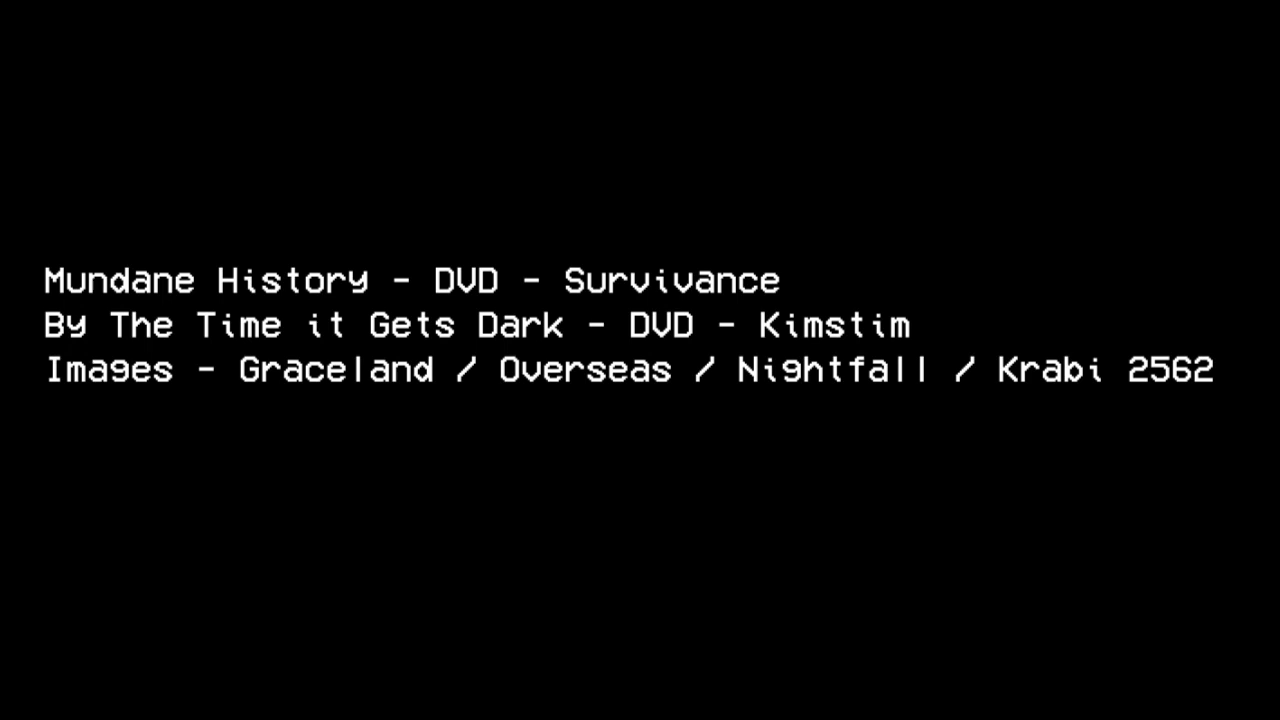 Mundane History - DVD - Survivance
By The Time it Gets Dark - DVD - Kimstim
Images - Graceland / Overseas / Nightfall / Krabi 2562